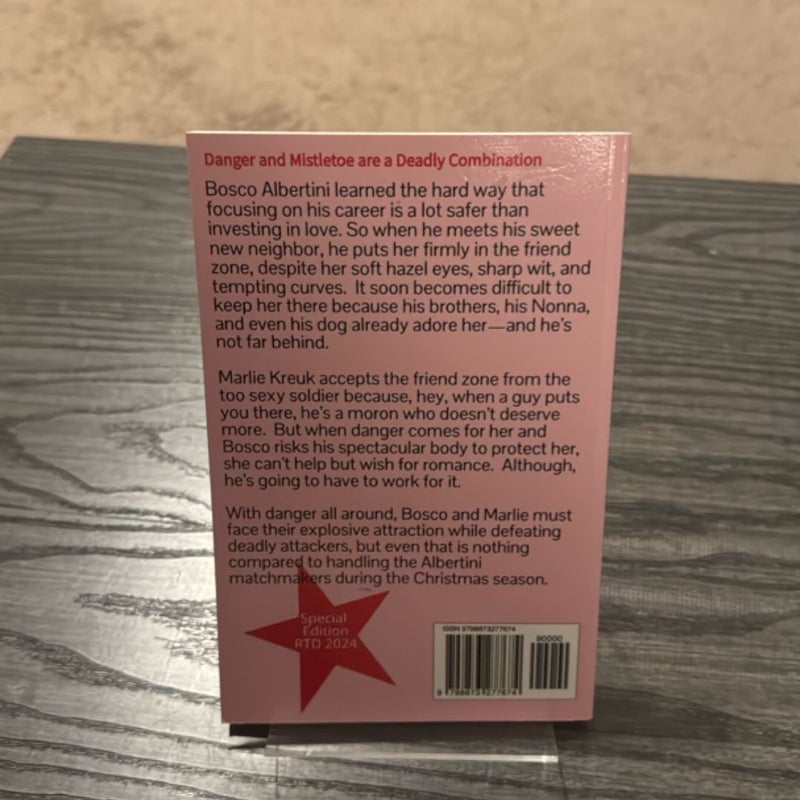 Danger and Mistletoe are a Deadly Combination
Bosco Albertini learned the hard way that
focusing on his career is a lot safer than
investing in love. So when he meets his sweet
new neighbor, he puts her firmly in the friend
zone, despite her soft hazel eyes, sharp wit, and
tempting curves. It soon becomes difficult to
keep her there because his brothers, his Nonna,
and even his dog already adore her—and he's
not far behind.
Marlie Kreuk accepts the friend zone from the
too sexy soldier because, hey, when a guy puts
you there, he's a moron who doesn't deserve
more. But when danger comes for her and
Bosco risks his spectacular body to protect her,
she can't help but wish for romance. Although,
he's going to have to work for it.
With danger all around, Bosco and Marlie must
face their explosive attraction while defeating
deadly attackers, but even that is nothing
compared to handling the Albertini
matchmakers during the Christmas season.
Special
Edition
RTD 2024
ISBN 9798873277674
90000
9 798873 277674